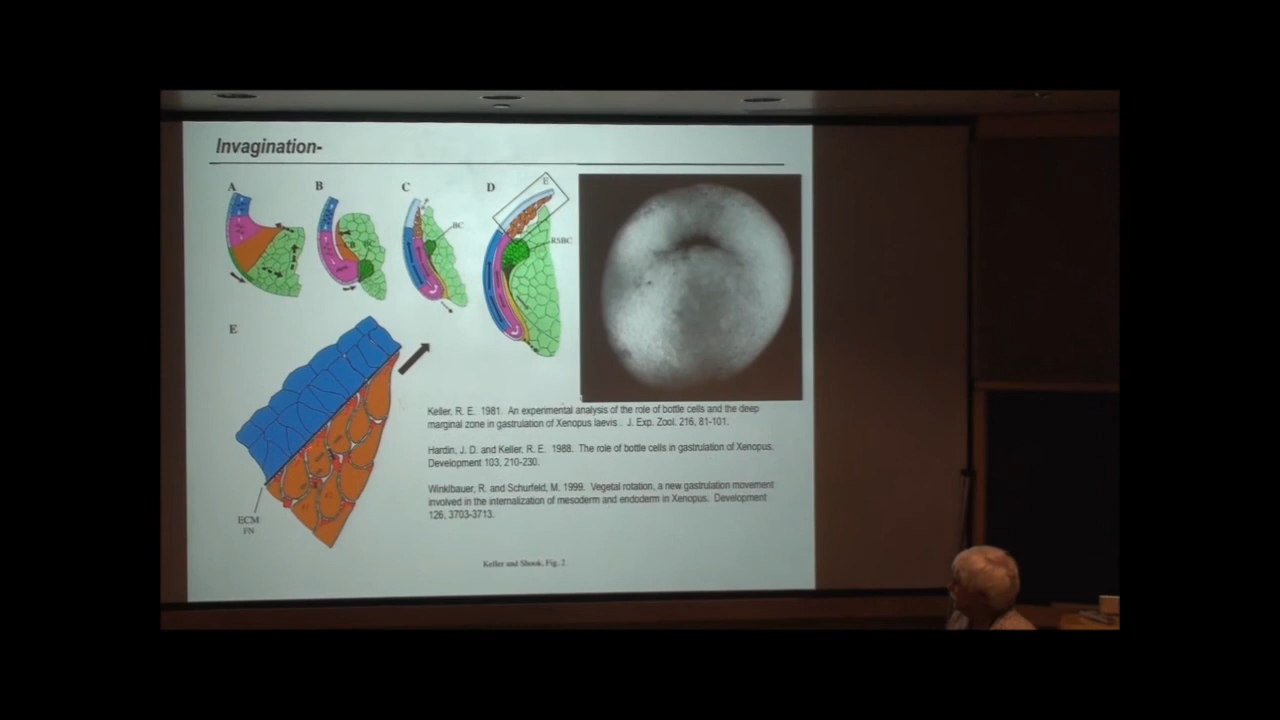 Invagination-
A
B
C
D
E
BC
RSBC
E
Keller, R. E. 1981. An experimental analysis of the role of bottle cells and the deep
marginal zone in gastrulation of Xenopus laevis . J. Exp. Zool. 216, 81-101.
Hardin, J. D. and Keller, R. E. 1988. The role of bottle cells in gastrulation of Xenopus.
Development 103, 210-230.
Winklbauer, R. and Schurfeld, M. 1999. Vegetal rotation, a new gastrulation movement
involved in the internalization of mesoderm and endoderm in Xenopus. Development
126, 3703-3713.
ECM
FN
Keller and Shook, Fig. 2